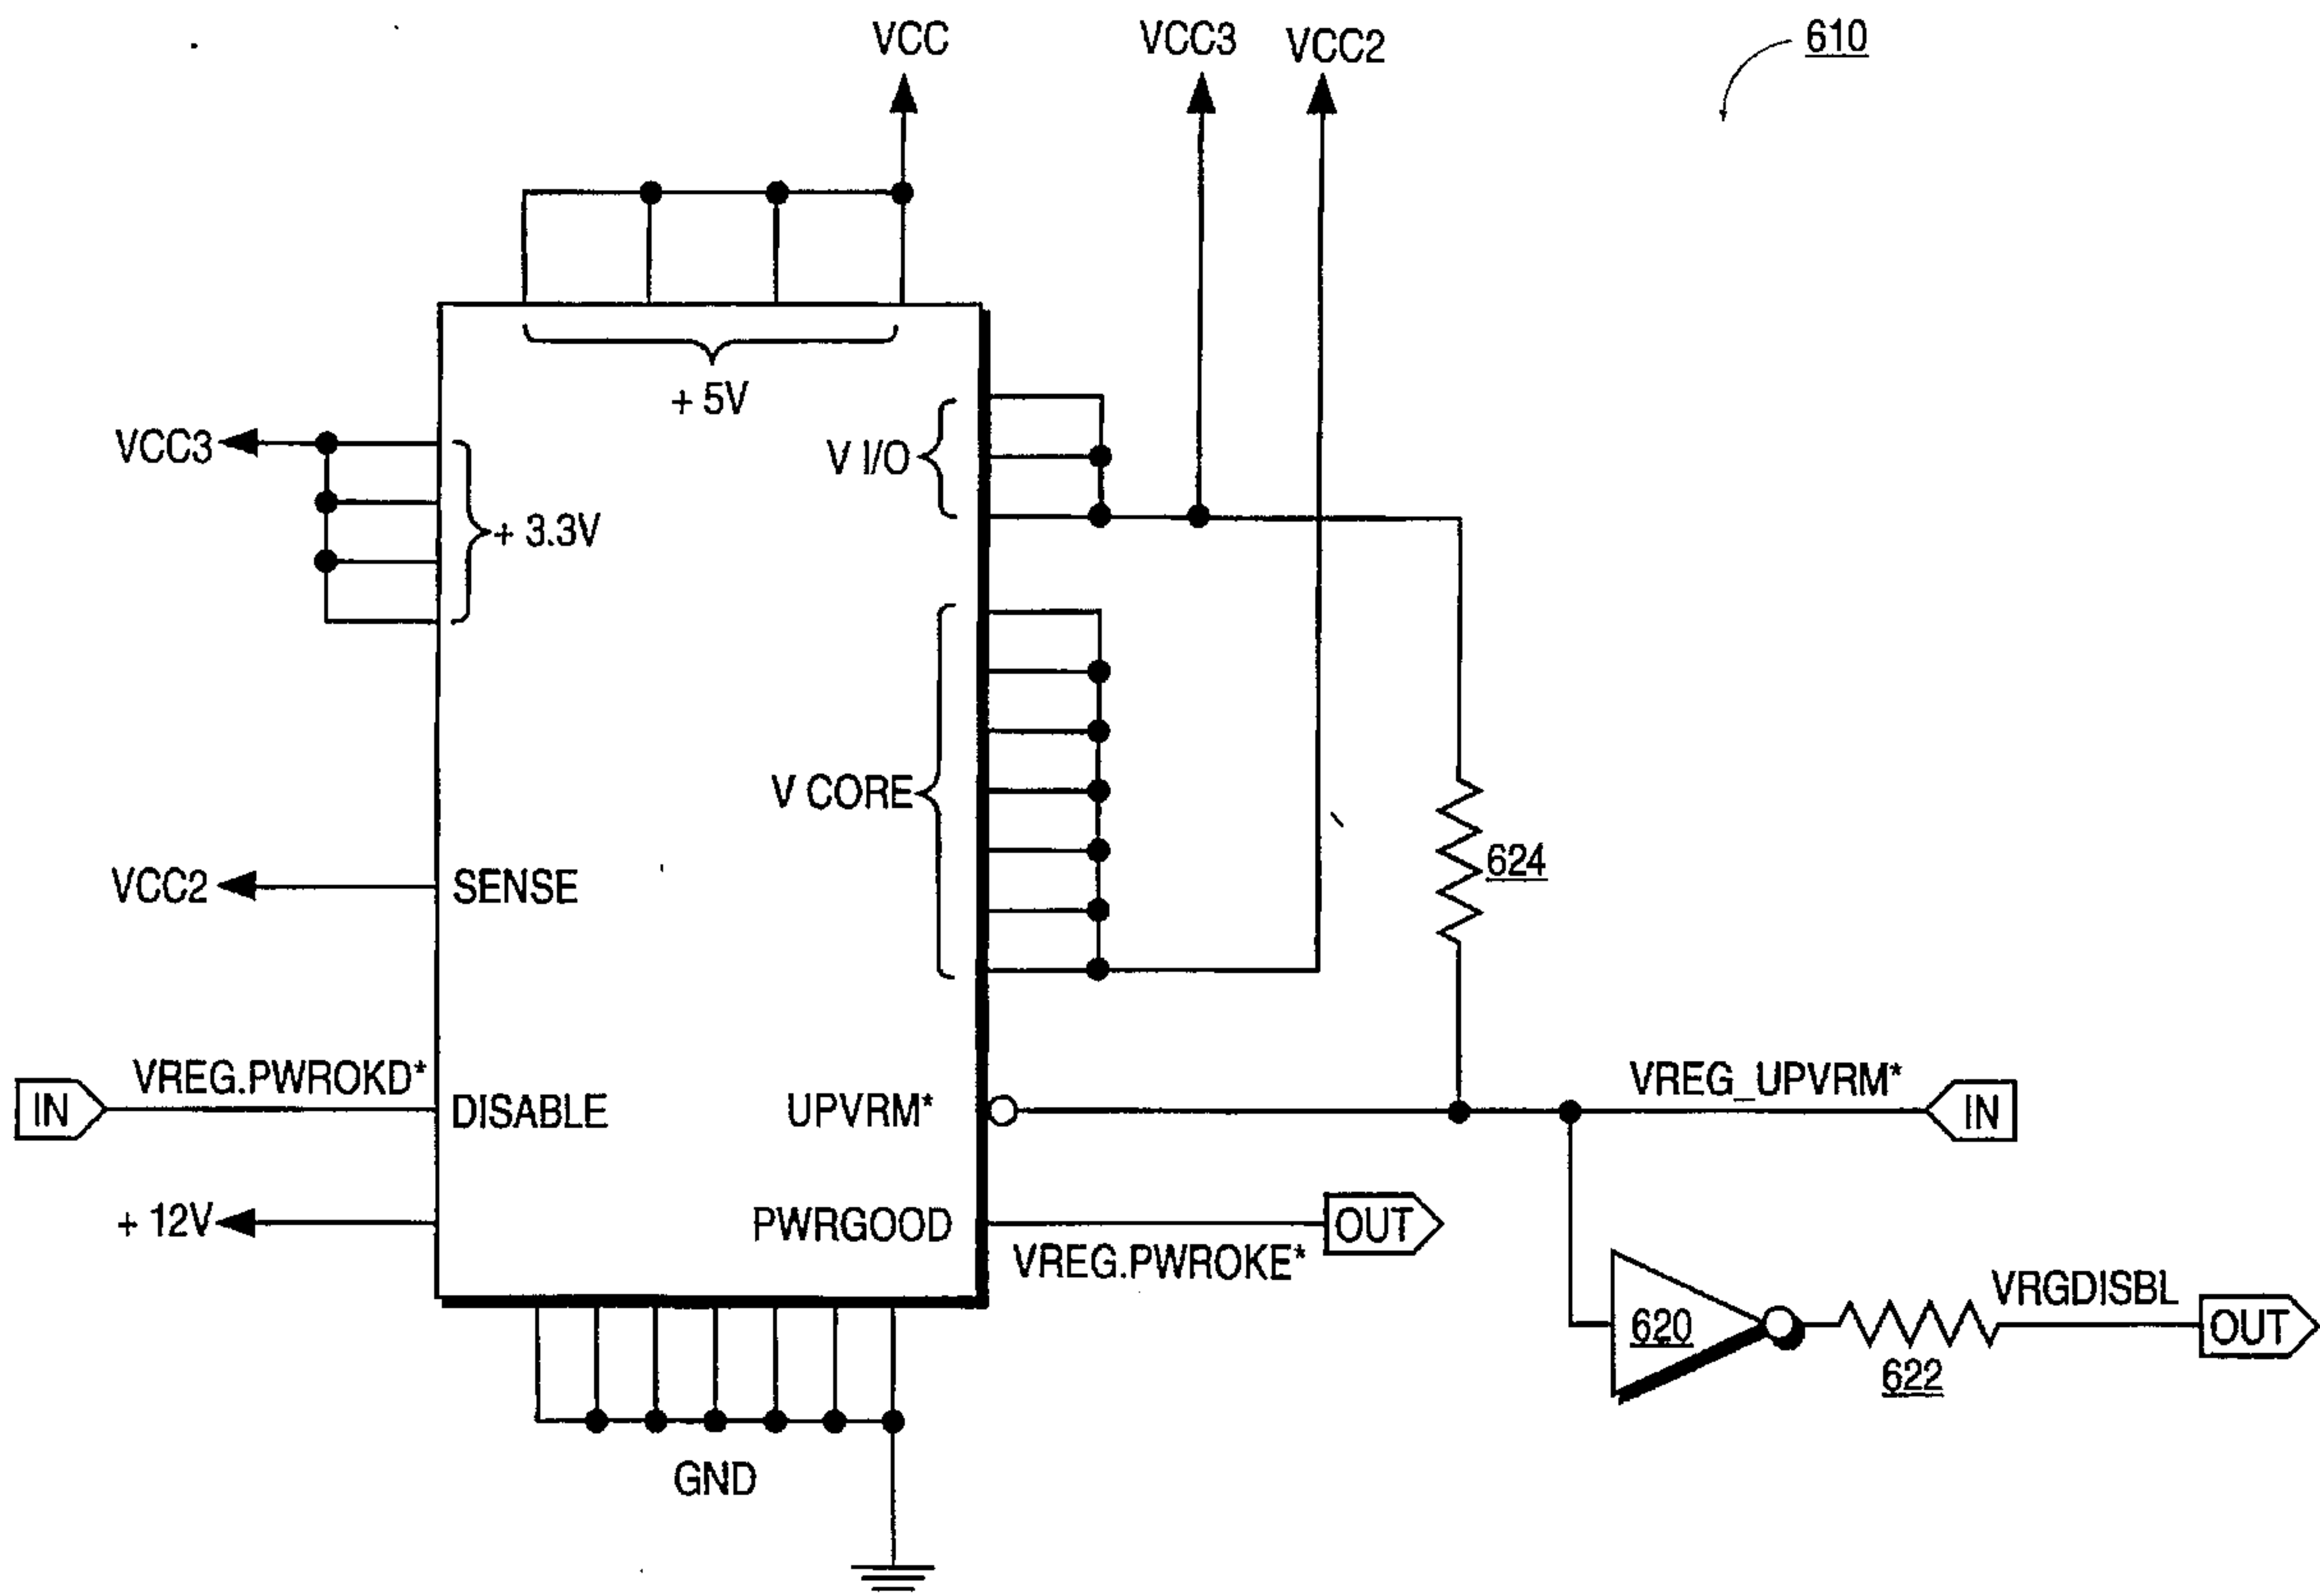 VCC
VCC3
VCC2
610
+ 5V
VCC3
+ 3.3V
V I/O
V CORE
624
VCC2
SENSE
IN
VREG.PWROKD*
DISABLE
UPVRM*
VREG_UPVRM*
IN
+ 12V
PWRGOOD
VREG.PWROKE*
OUT
620
622
VRGDISBL
OUT
GND